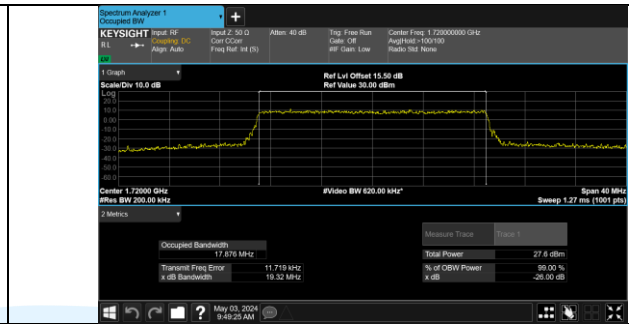 Spectrum Analyzer 1
Occupied BW
+
KEYSIGHT Input: RF Input Z: 50 Ω Atten: 40 dB Trig: Free Run Center Freq: 1.720000000 GHz
RL Coupling: DC Corr CCorr Gate: Off Avg|Hold:>100/100
Align: Auto Freq Ref: Int (S) #IF Gain: Low Radio Std: None
1 Graph
Ref Lvl Offset 15.50 dB
Scale/Div 10.0 dB Ref Value 30.00 dBm
Log
20.0
10.0
0.00
-10.0
-20.0
-30.0
-40.0
-50.0
-60.0
Center 1.72000 GHz #Video BW 620.00 kHz* Span 40 MHz
#Res BW 200.00 kHz Sweep 1.27 ms (1001 pts)
2 Metrics
Measure Trace Trace 1
Occupied Bandwidth
17.876 MHz Total Power 27.6 dBm
Transmit Freq Error 11.719 kHz % of OBW Power 99.00 %
x dB Bandwidth 19.32 MHz x dB -26.00 dB
? May 03, 2024
9:49:25 AM